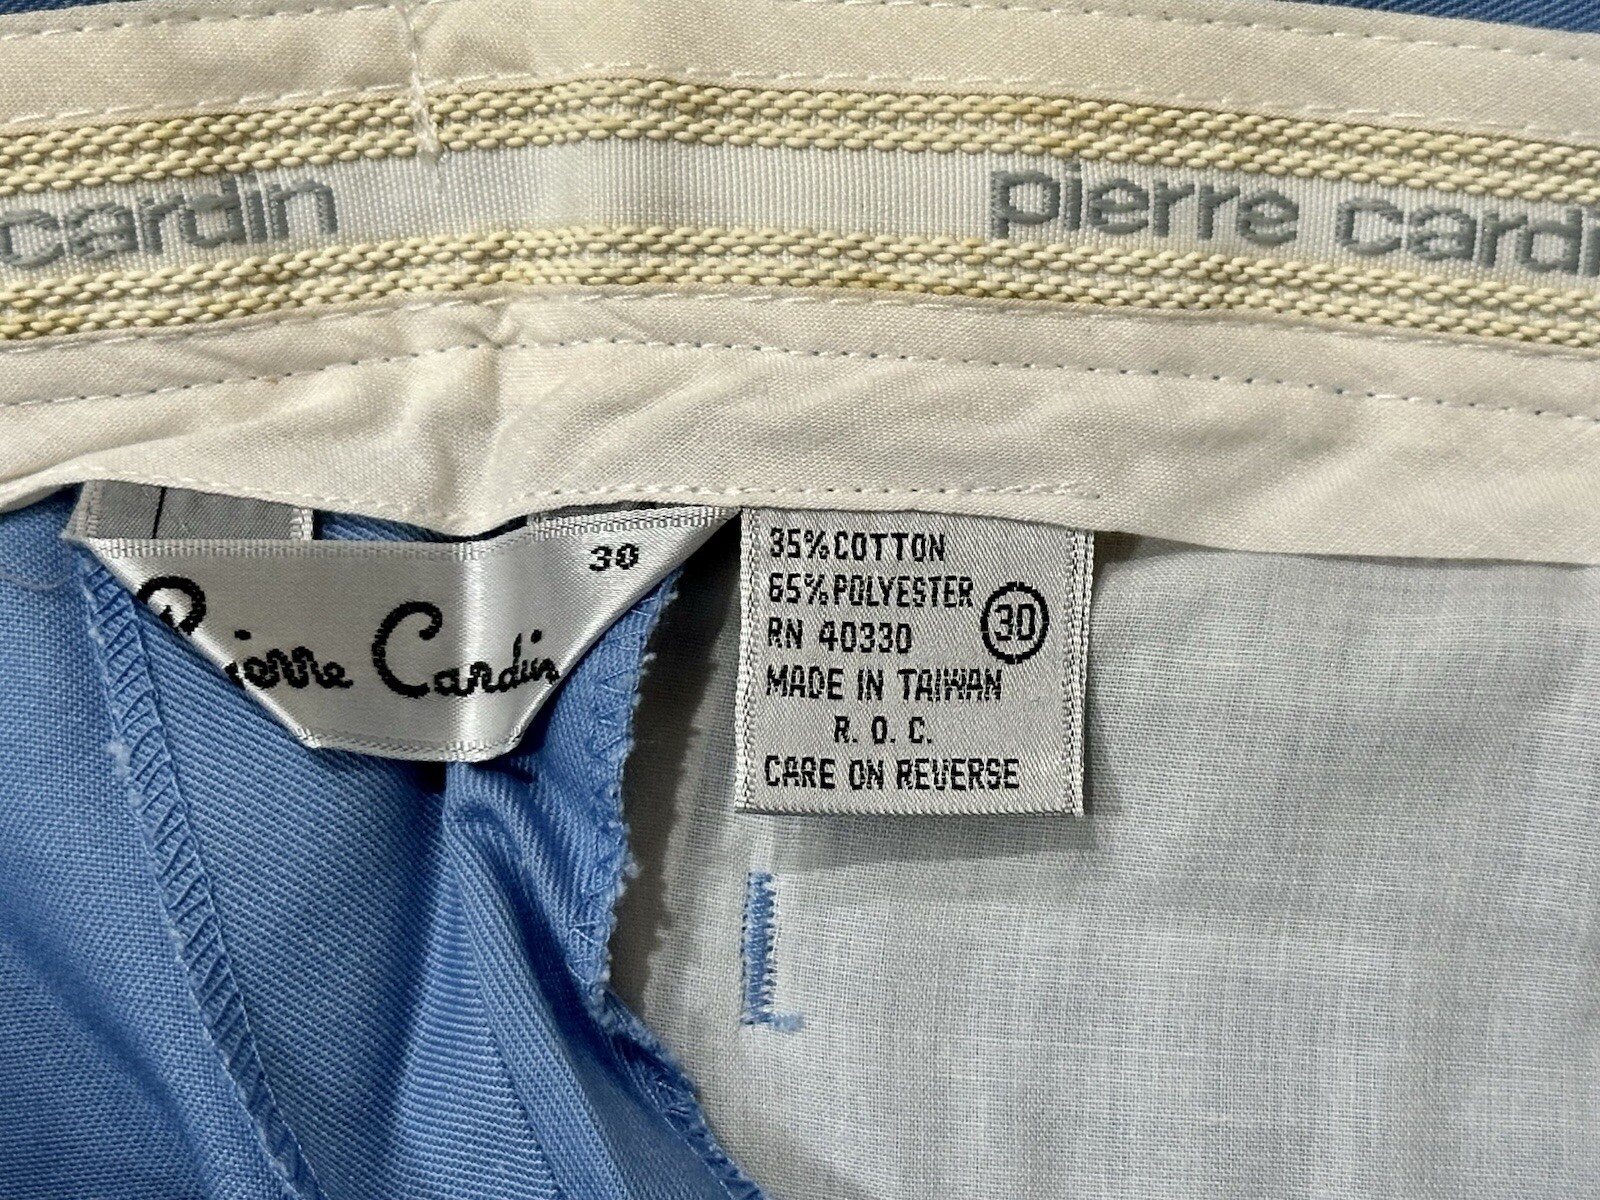 cardin
pierre cardi
30
Pierre Cardin
35% COTTON
65% POLYESTER
RN 40330
30
MADE IN TAIWAN
R. O. C.
CARE ON REVERSE